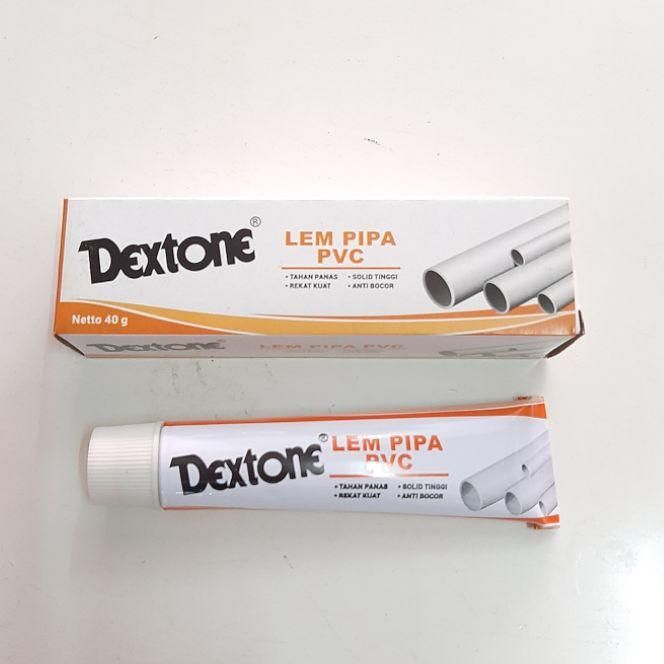 Dextone®
LEM PIPA
PVC
• TAHAN PANAS • SOLID TINGGI
• REKAT KUAT • ANTI BOCOR
Netto 40 g
Dextone LEM PIPA PVC
Dextone®
LEM PIPA
PVC
• TAHAN PANAS • SOLID TINGGI
• REKAT KUAT • ANTI BOCOR